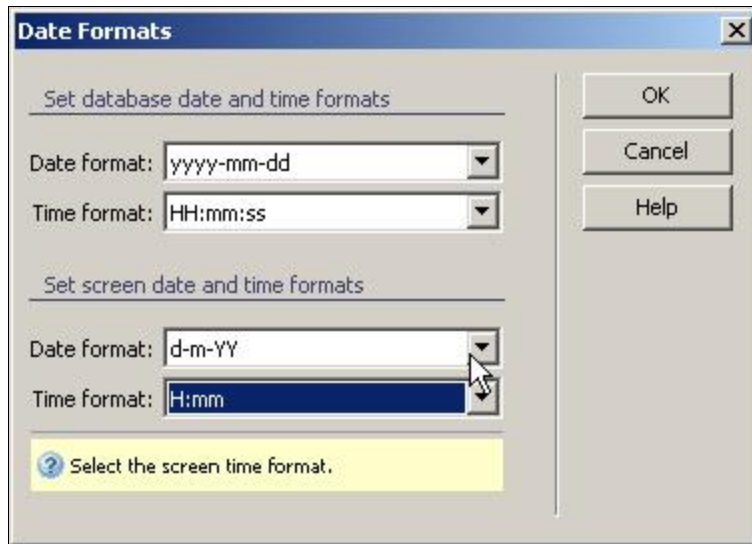 Date Formats
Set database date and time formats
OK
Date format: yyyy-mm-dd
Cancel
Time format: HH:mm:ss
Help
Set screen date and time formats
Date format: d-m-YY
Time format: H:mm
Select the screen time format.